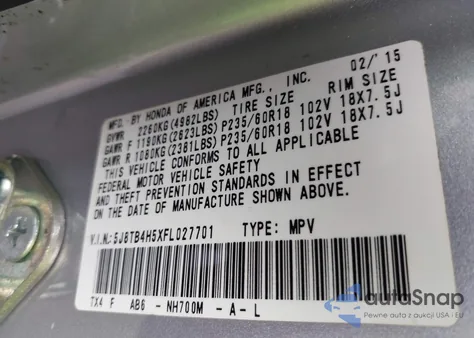 MFD. BY HONDA OF AMERICA MFG., INC. 02/'15
GVWR 2260KG(4982LBS) TIRE SIZE RIM SIZE
GAWR F 1190KG(2623LBS) P235/60R18 102V 18X7.5J
GAWR R 1080KG(2381LBS) P235/60R18 102V 18X7.5J
THIS VEHICLE CONFORMS TO ALL APPLICABLE
FEDERAL MOTOR VEHICLE SAFETY
AND THEFT PREVENTION STANDARDS IN EFFECT
ON THE DATE OF MANUFACTURE SHOWN ABOVE.
V.I.N.:5J8TB4H5XFL027701 TYPE: MPV
TX4 F AB6 -NH700M -A-L
autaSnap
Pewne auta z aukcji USA i EU